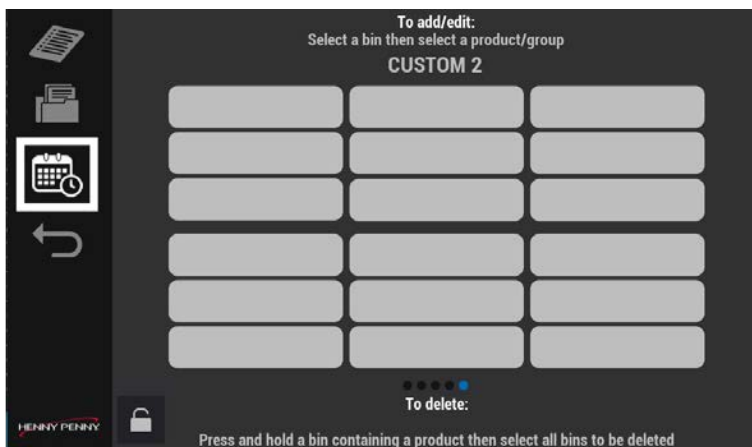 To add/edit:
Select a bin then select a product/group
CUSTOM 2
To delete:
HENNY PENNY
Press and hold a bin containing a product then select all bins to be deleted